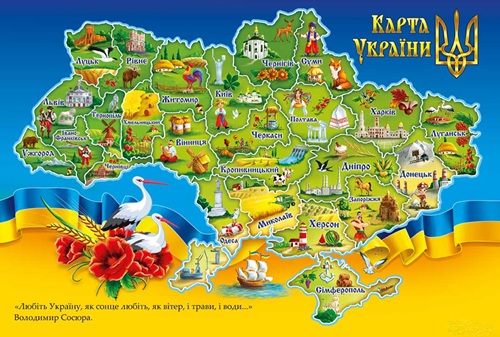 Карта
України
Луцьк
Рівне
Чернігів
Суми
Житомир
Київ
Львів
Тернопіль
Хмельницький
Полтава
Харків
Івано
Франківськ
Вінниця
Черкаси
Луганськ
Ужгород
Чернівці
Кропивницький
Дніпро
Донецьк
Запоріжжя
Миколаїв
Херсон
Одеса
Сімферополь
«Любіть Україну, як сонце любіть, як вітер, і трави, і води...»
Володимир Сосюра.